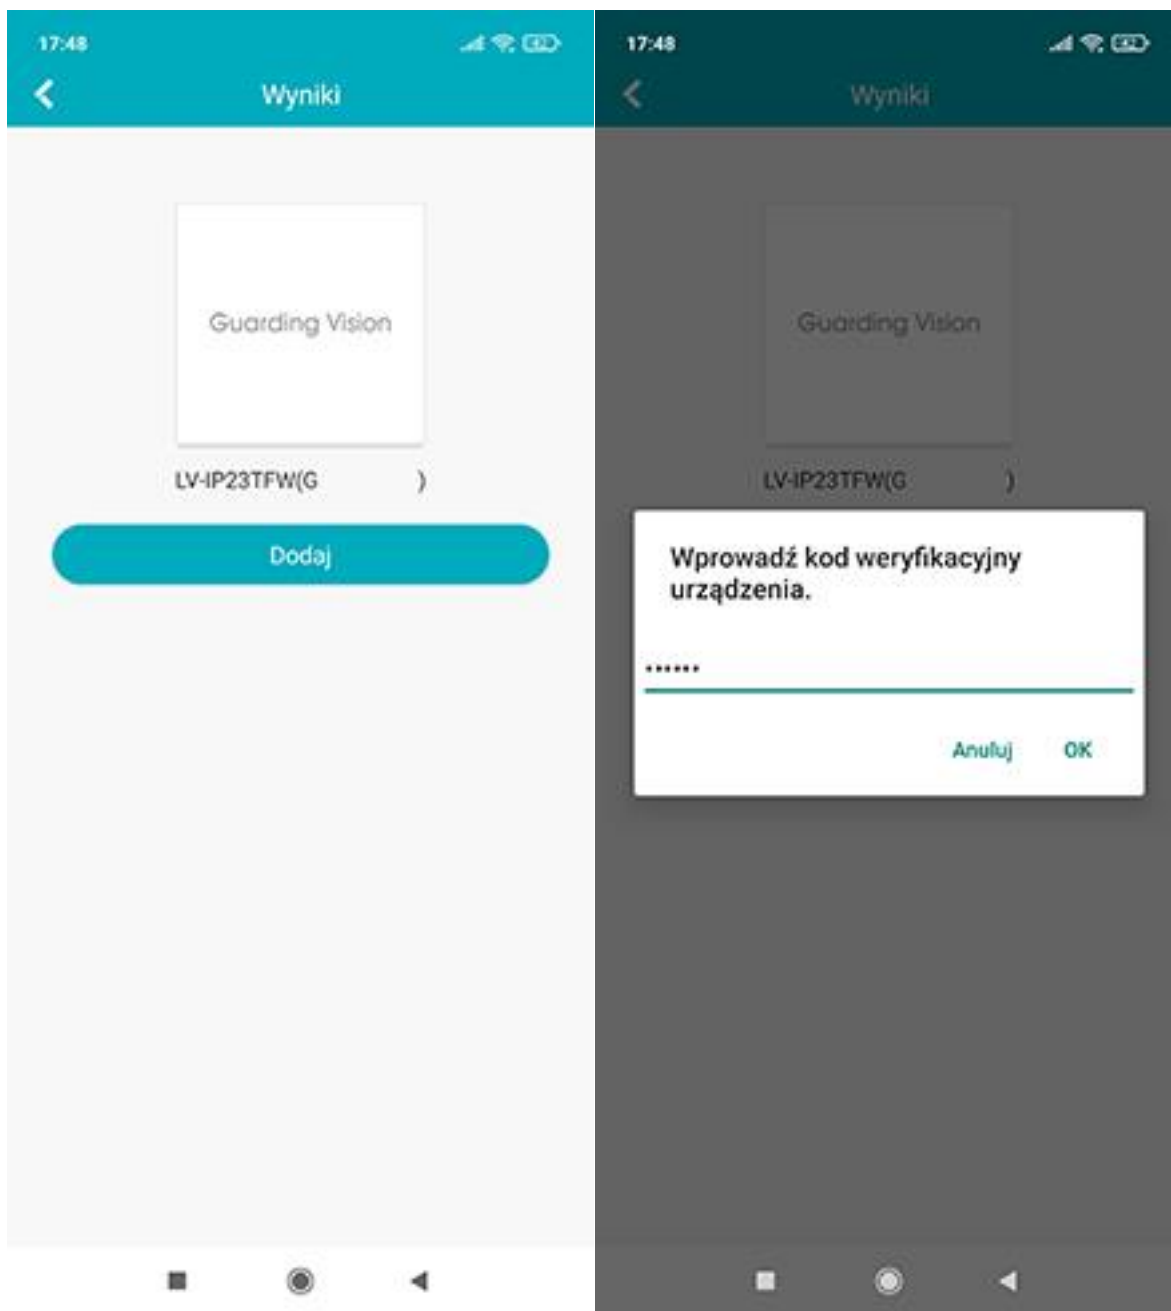 17:48
Wyniki
Guarding Vision
LV-IP23TFW(G )
Dodaj
17:48
Wyniki
Guarding Vision
LV-IP23TFW(G )
Wprowadź kod weryfikacyjny
urządzenia.
••••••
Anuluj OK